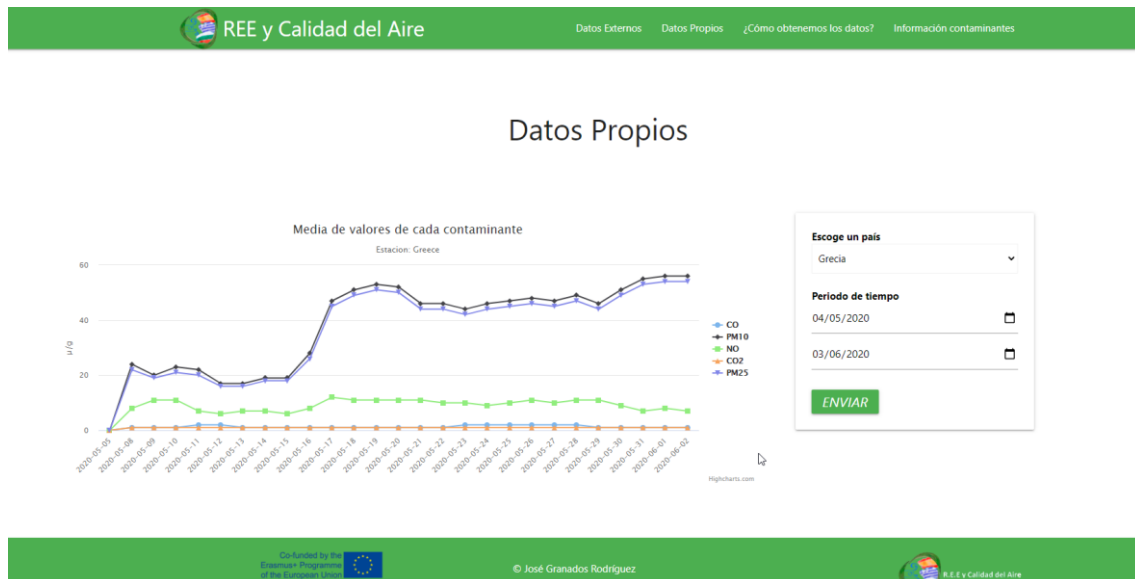 REE y Calidad del Aire
Datos Externos
Datos Propios
¿Cómo obtenemos los datos?
Información contaminantes
Datos Propios
Media de valores de cada contaminante
Estacion: Greece
60
40
20
0
μ/g
CO
PM10
NO
CO2
PM25
2020-05-05
2020-05-08
2020-05-09
2020-05-10
2020-05-11
2020-05-12
2020-05-13
2020-05-14
2020-05-15
2020-05-16
2020-05-17
2020-05-18
2020-05-19
2020-05-20
2020-05-21
2020-05-22
2020-05-23
2020-05-24
2020-05-25
2020-05-26
2020-05-27
2020-05-28
2020-05-29
2020-05-30
2020-05-31
2020-06-01
2020-06-02
Highcharts.com
Escoge un país
Grecia
Periodo de tiempo
04/05/2020
03/06/2020
ENVIAR
Co-funded by the
Erasmus+ Programme
of the European Union
© José Granados Rodríguez
R.E.E y Calidad del Aire